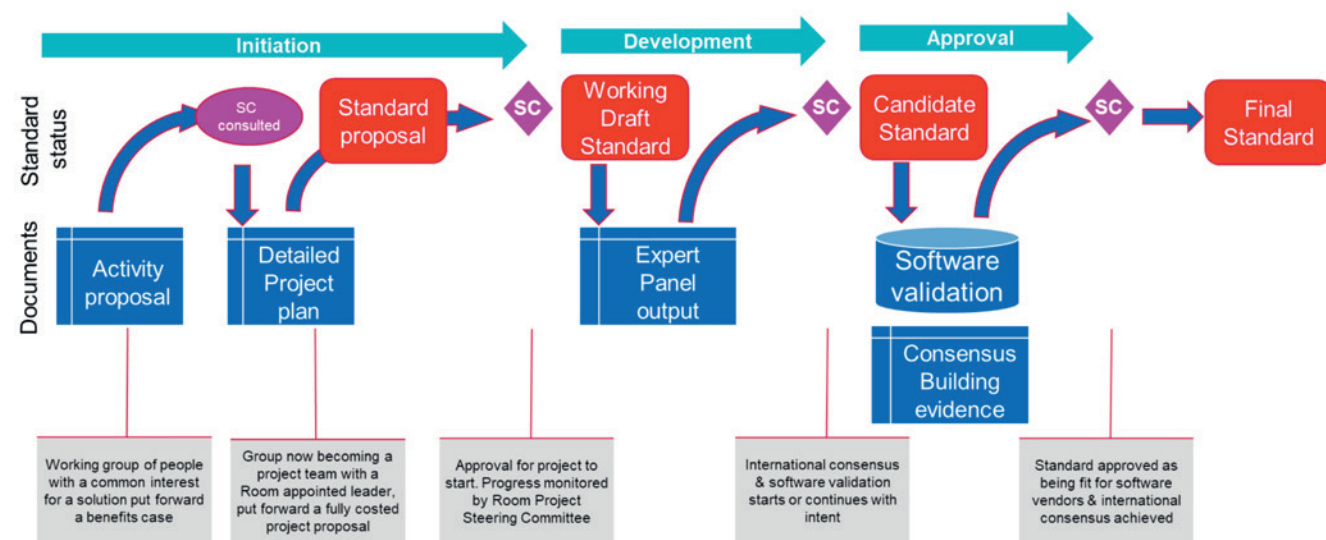 Initiation
Development
Approval
Standard
status
SC
consulted
Standard
proposal
SC
Working
Draft
Standard
SC
Candidate
Standard
SC
Final
Standard
Documents
Activity
proposal
Detailed
Project
plan
Expert
Panel
output
Software
validation
Consensus
Building
evidence
Working group of people
with a common interest
for a solution put forward
a benefits case
Group now becoming a
project team with a
Room appointed leader,
put forward a fully costed
project proposal
Approval for project to
start. Progress monitored
by Room Project
Steering Committee
International consensus
& software validation
starts or continues with
intent
Standard approved as
being fit for software
vendors & international
consensus achieved